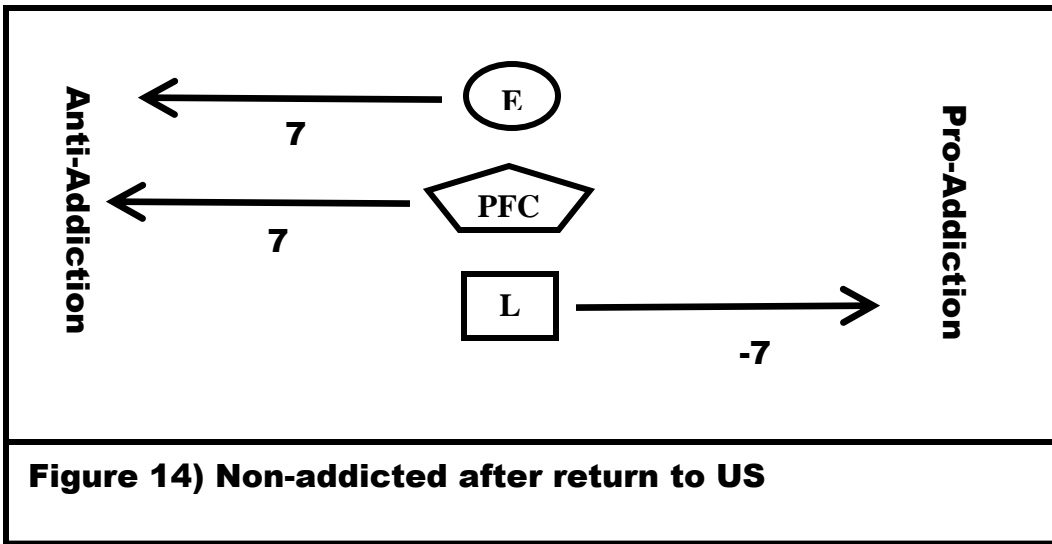 Anti-Addiction
E
7
PFC
7
L
-7
Pro-Addiction
Figure 14) Non-addicted after return to US